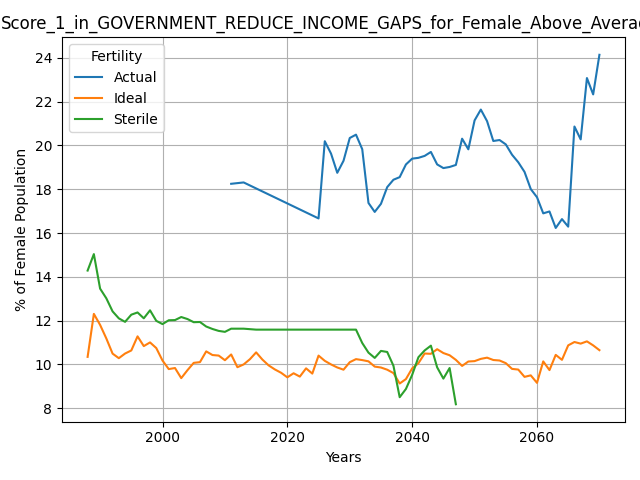 Score_1_in_GOVERNMENT_REDUCE_INCOME_GAPS_for_Female_Above_Avera
Fertility
Actual
Ideal
Sterile
% of Female Population
24
22
20
18
16
14
12
10
8
2000 2020 2040 2060
Years